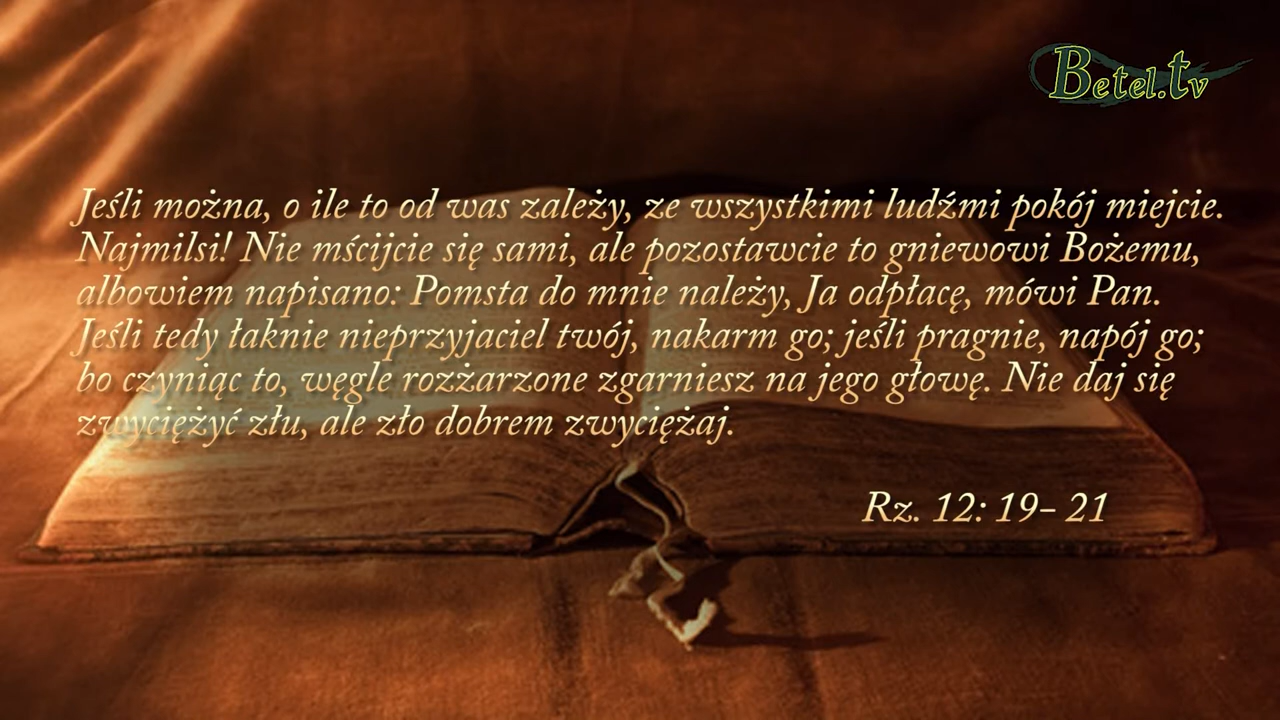 Betel.tv
Jeśli można, o ile to od was zależy, ze wszystkimi ludźmi pokój miejcie.
Najmilsi! Nie mścijcie się sami, ale pozostawcie to gniewowi Bożemu,
albowiem napisano: Pomsta do mnie należy, Ja odpłacę, mówi Pan.
Jeśli tedy łaknie nieprzyjaciel twój, nakarm go; jeśli pragnie, napój go;
bo czyniąc to, węgle rozżarzone zgarniesz na jego głowę. Nie daj się
zwyciężyć złu, ale zło dobrem zwyciężaj.
Rz. 12: 19- 21